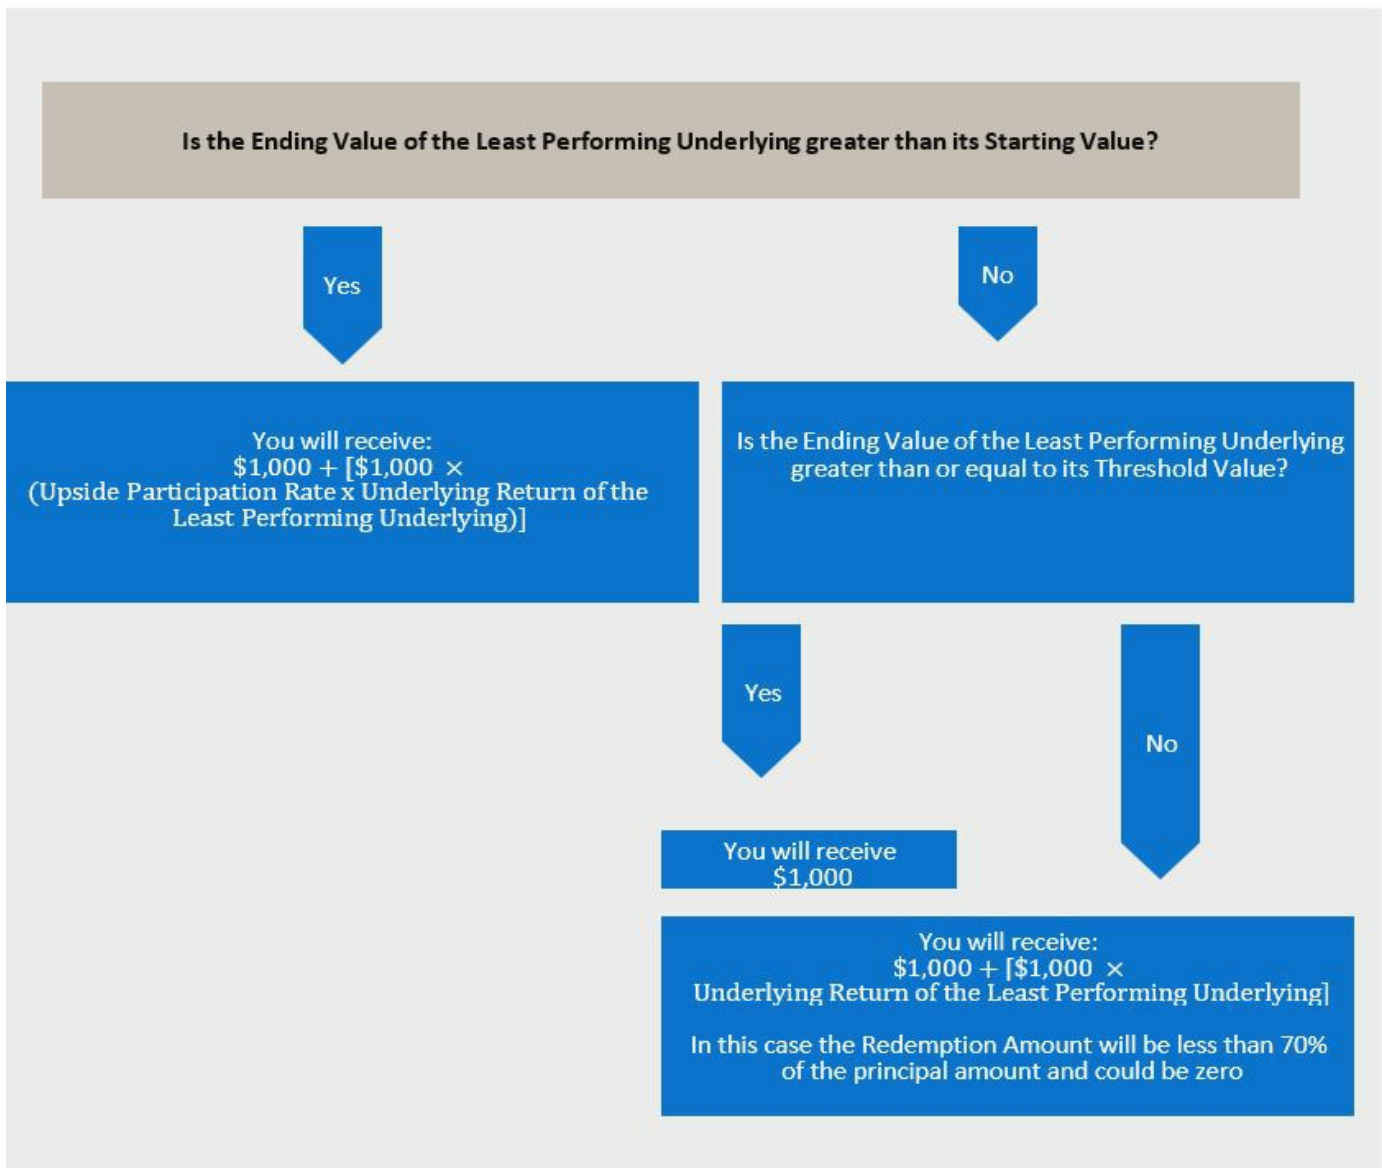 Is the Ending Value of the Least Performing Underlying greater than its Starting Value?
Yes
No
You will receive:
$1,000 + [$1,000 ×
(Upside Participation Rate x Underlying Return of the
Least Performing Underlying)]
Is the Ending Value of the Least Performing Underlying
greater than or equal to its Threshold Value?
Yes
No
You will receive
$1,000
You will receive:
$1,000 + [$1,000 ×
Underlying Return of the Least Performing Underlying]
In this case the Redemption Amount will be less than 70%
of the principal amount and could be zero